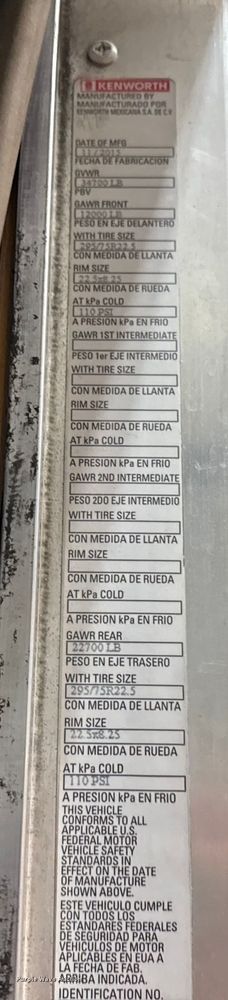 KENWORTH
MANUFACTURED BY
MANUFACTURADO POR
KENWORTH MEXICANA S.A. DE C.V
DATE OF MFG
11/2015
FECHA DE FABRICACION
GVWR
34700 LB
PBV
GAWR FRONT
12000 LB
PESO EN EJE DELANTERO
WITH TIRE SIZE
295/75R22.5
CON MEDIDA DE LLANTA
RIM SIZE
22.5x8.25
CON MEDIDA DE RUEDA
AT kPa COLD
110 PSI
A PRESION kPa EN FRIO
GAWR 1ST INTERMEDIATE
PESO 1er EJE INTERMEDIO
WITH TIRE SIZE
CON MEDIDA DE LLANTA
RIM SIZE
CON MEDIDA DE RUEDA
AT kPa COLD
A PRESION kPa EN FRIO
GAWR 2ND INTERMEDIATE
PESO 2DO EJE INTERMEDIO
WITH TIRE SIZE
CON MEDIDA DE LLANTA
RIM SIZE
CON MEDIDA DE RUEDA
AT kPa COLD
A PRESION kPa EN FRIO
GAWR REAR
22700 LB
PESO EN EJE TRASERO
WITH TIRE SIZE
295/75R22.5
CON MEDIDA DE LLANTA
RIM SIZE
22.5x8.25
CON MEDIDA DE RUEDA
AT kPa COLD
110 PSI
A PRESION kPa EN FRIO
THIS VEHICLE
CONFORMS TO ALL
APPLICABLE U.S.
FEDERAL MOTOR
VEHICLE SAFETY
STANDARDS IN
EFFECT ON THE DATE
OF MANUFACTURE
SHOWN ABOVE.
ESTE VEHICULO CUMPLE
CON TODOS LOS
ESTANDARES FEDERALES
DE SEGURIDAD PARA
VEHICULOS DE MOTOR
APLICABLES EN EUA A
LA FECHA DE FAB.
ARRIBA INDICADA.
IDENTIFICATION NO.
Purple Wave